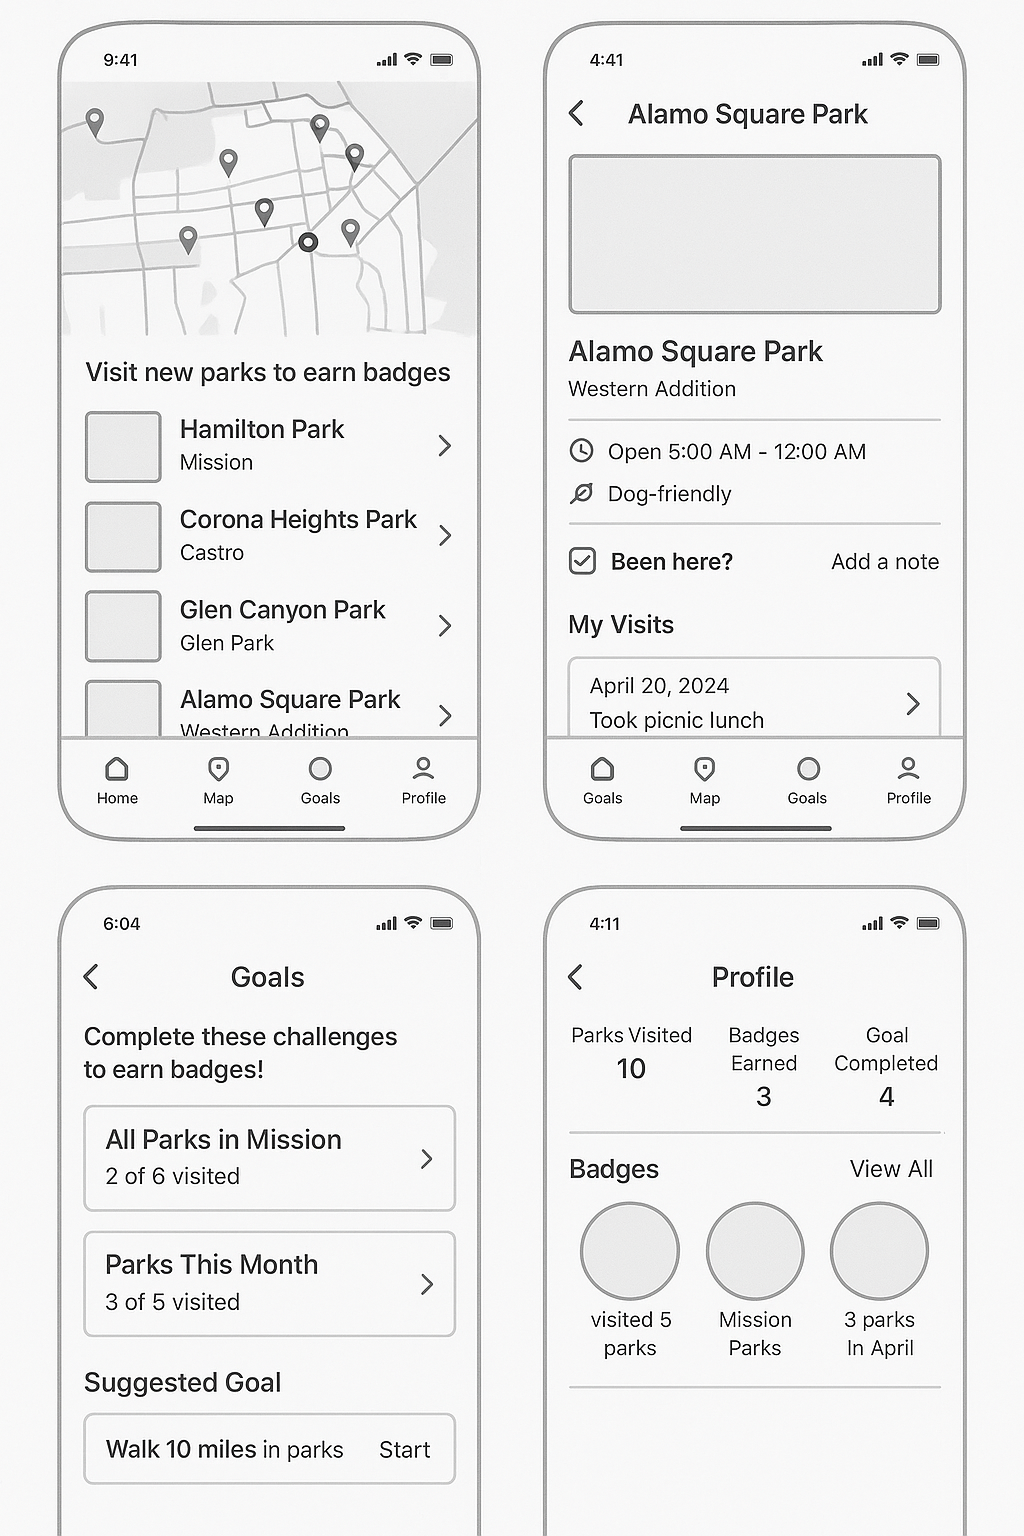 9:41
Visit new parks to earn badges
Hamilton Park
Mission
Corona Heights Park
Castro
Glen Canyon Park
Glen Park
Alamo Square Park
Western Addition
Home
Map
Goals
Profile
4:41
Alamo Square Park
Alamo Square Park
Western Addition
Open 5:00 AM - 12:00 AM
Dog-friendly
Been here?
Add a note
My Visits
April 20, 2024
Took picnic lunch
Goals
Map
Goals
Profile
6:04
Goals
Complete these challenges
to earn badges!
All Parks in Mission
2 of 6 visited
Parks This Month
3 of 5 visited
Suggested Goal
Walk 10 miles in parks
Start
4:11
Profile
Parks Visited
10
Badges
Earned
3
Goal
Completed
4
Badges
View All
visited 5
parks
Mission
Parks
3 parks
In April